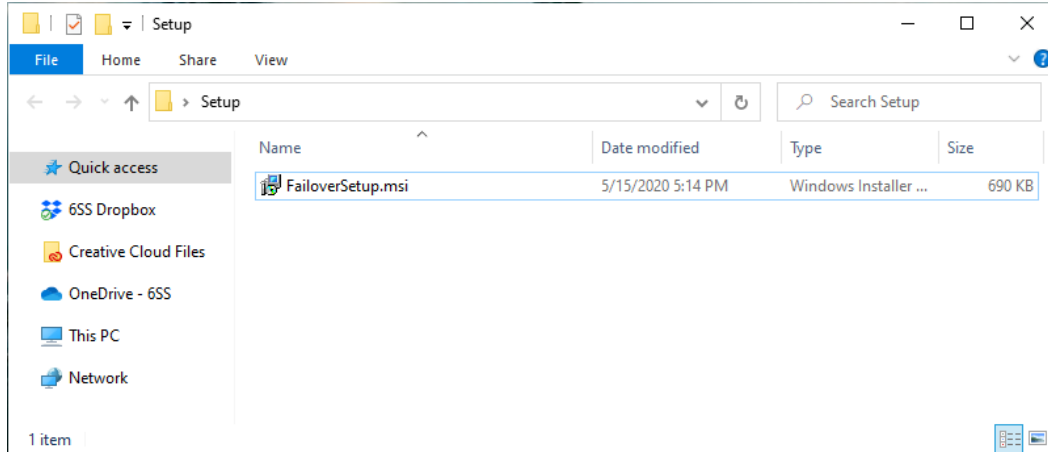 Setup
File Home Share View ?
Setup Search Setup
Name Date modified Type Size
Quick access
FailoverSetup.msi 5/15/2020 5:14 PM Windows Installer ... 690 KB
6SS Dropbox
Creative Cloud Files
OneDrive - 6SS
This PC
Network
1 item